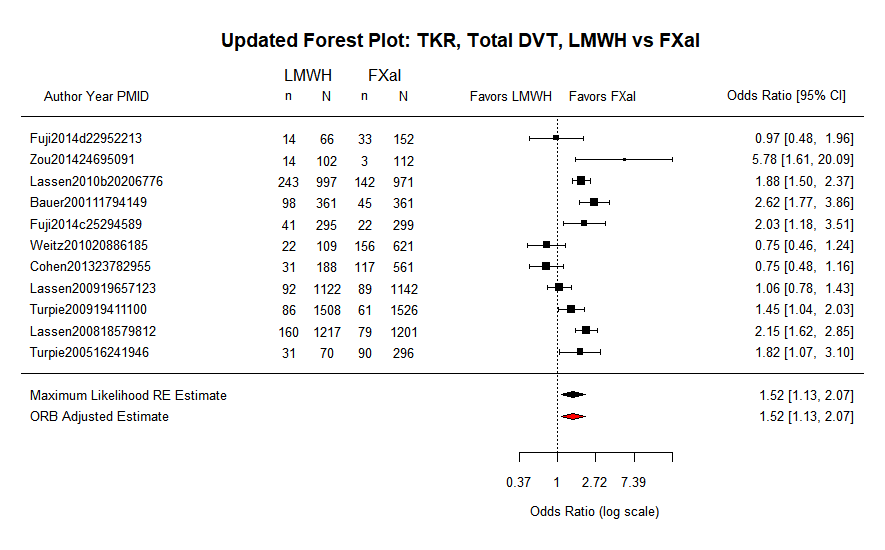 Updated Forest Plot: TKR, Total DVT, LMWH vs FXaI
LMWH FXaI
Author Year PMID n N n N Favors LMWH Favors FXaI Odds Ratio [95% CI]
Fuji2014d22952213 14 66 33 152 0.97 [0.48, 1.96]
Zou201424695091 14 102 3 112 5.78 [1.61, 20.09]
Lassen2010b20206776 243 997 142 971 1.88 [1.50, 2.37]
Bauer200111794149 98 361 45 361 2.62 [1.77, 3.86]
Fuji2014c25294589 41 295 22 299 2.03 [1.18, 3.51]
Weitz201020886185 22 109 156 621 0.75 [0.46, 1.24]
Cohen201323782955 31 188 117 561 0.75 [0.48, 1.16]
Lassen200919657123 92 1122 89 1142 1.06 [0.78, 1.43]
Turpie200919411100 86 1508 61 1526 1.45 [1.04, 2.03]
Lassen200818579812 160 1217 79 1201 2.15 [1.62, 2.85]
Turpie200516241946 31 70 90 296 1.82 [1.07, 3.10]
Maximum Likelihood RE Estimate 1.52 [1.13, 2.07]
ORB Adjusted Estimate 1.52 [1.13, 2.07]
0.37 1 2.72 7.39
Odds Ratio (log scale)